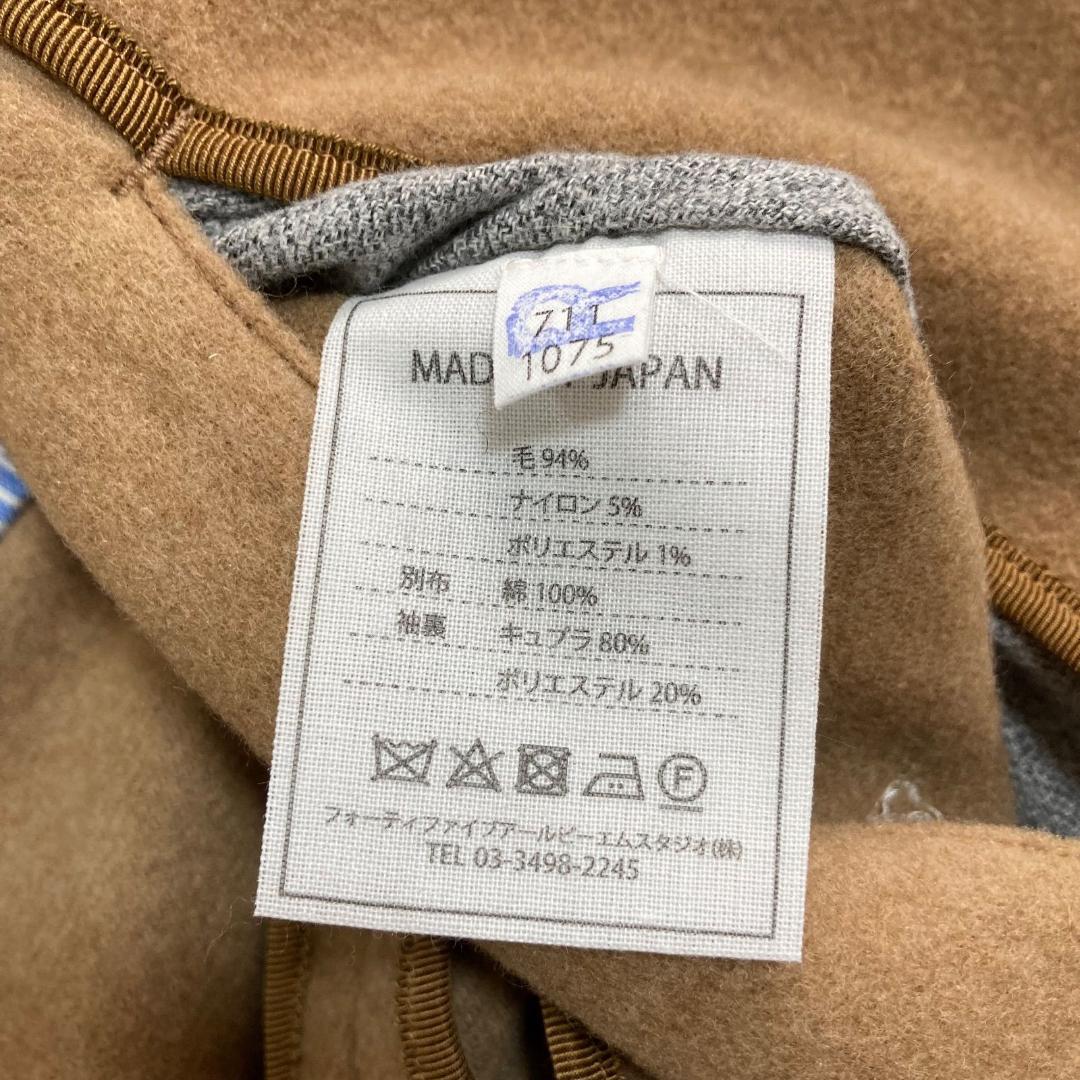 711
1075
MAD JAPAN
毛 94%
ナイロン 5%
ポリエステル 1%
別布 綿 100%
袖裏 キュプラ 80%
ポリエステル 20%
F
フォーティファイブアールピーエムスタジオ(株)
TEL 03-3498-2245